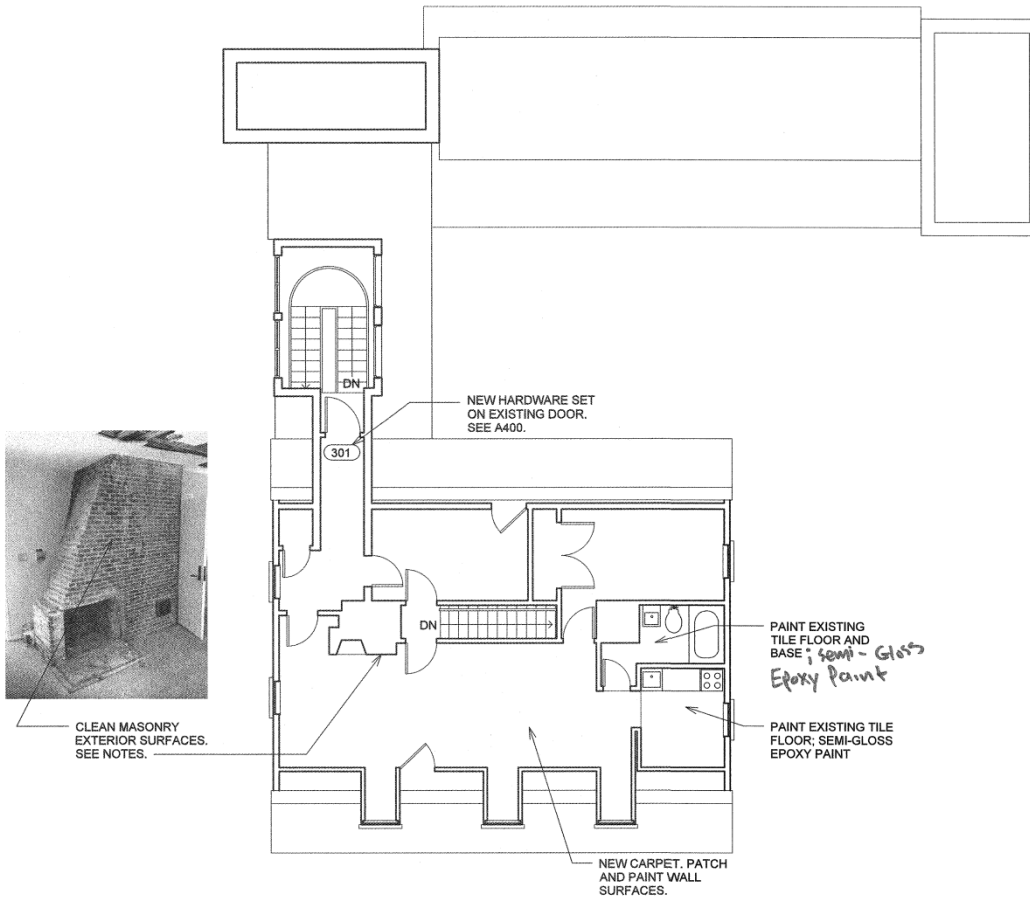 DN
NEW HARDWARE SET
ON EXISTING DOOR.
SEE A400.
301
DN
PAINT EXISTING
TILE FLOOR AND
BASE ; semi-Gloss
Epoxy Paint
CLEAN MASONRY
EXTERIOR SURFACES.
SEE NOTES.
PAINT EXISTING TILE
FLOOR; SEMI-GLOSS
EPOXY PAINT
NEW CARPET. PATCH
AND PAINT WALL
SURFACES.